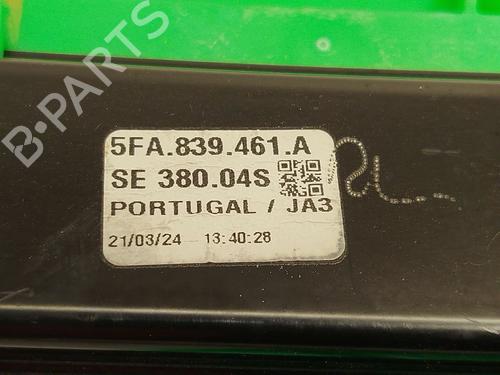 B-PARTS
5FA.839.461.A
SE 380.04S
PORTUGAL / JA3
21/03/24 13:40:28